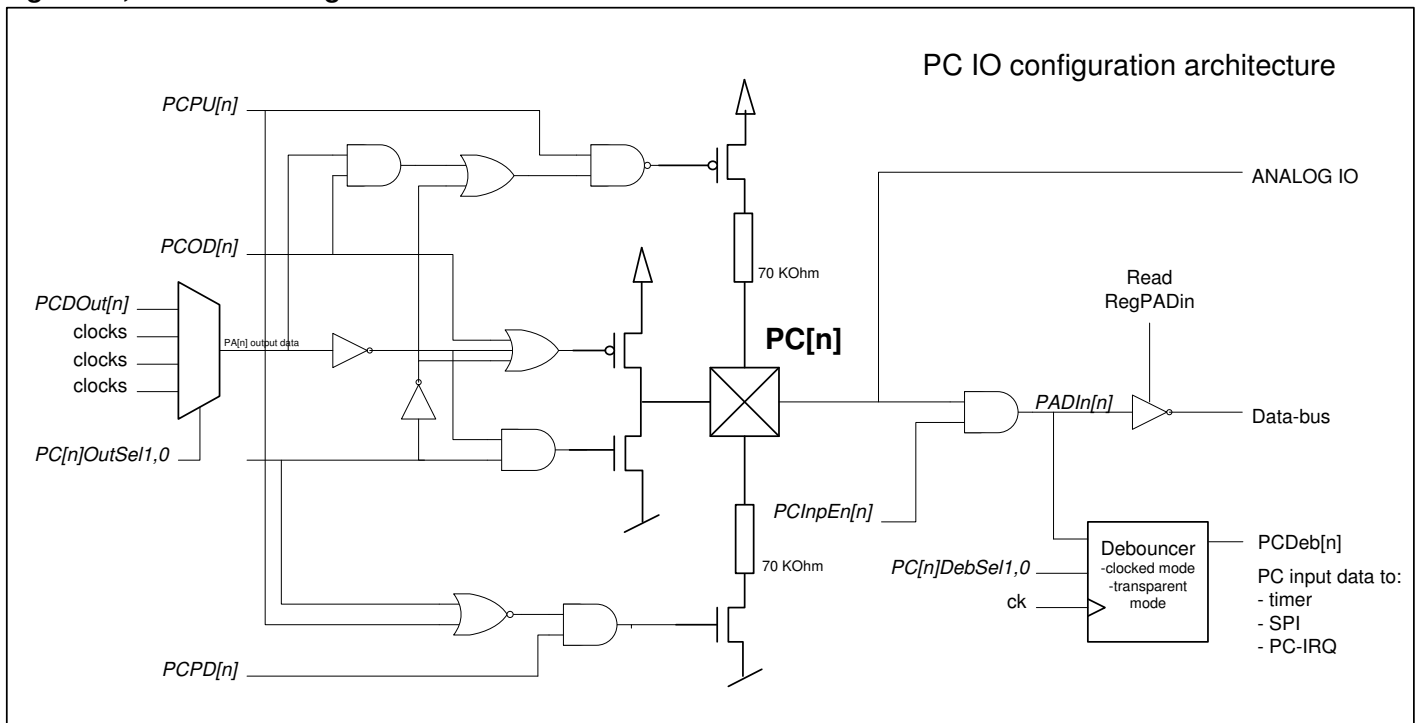 PC IO configuration architecture
PCPU[n]
ANALOG IO
PCOD[n]
70 KOhm
Read
RegPADin
PCDOut[n]
clocks
clocks
clocks
PA[n] output data
PC[n]
PADIn[n]
Data-bus
PC[n]OutSel1,0
PCInpEn[n]
70 KOhm
Debouncer
-clocked mode
-transparent
mode
PC[n]DebSel1,0
ck
PCDeb[n]
PC input data to:
- timer
- SPI
- PC-IRQ
PCPD[n]